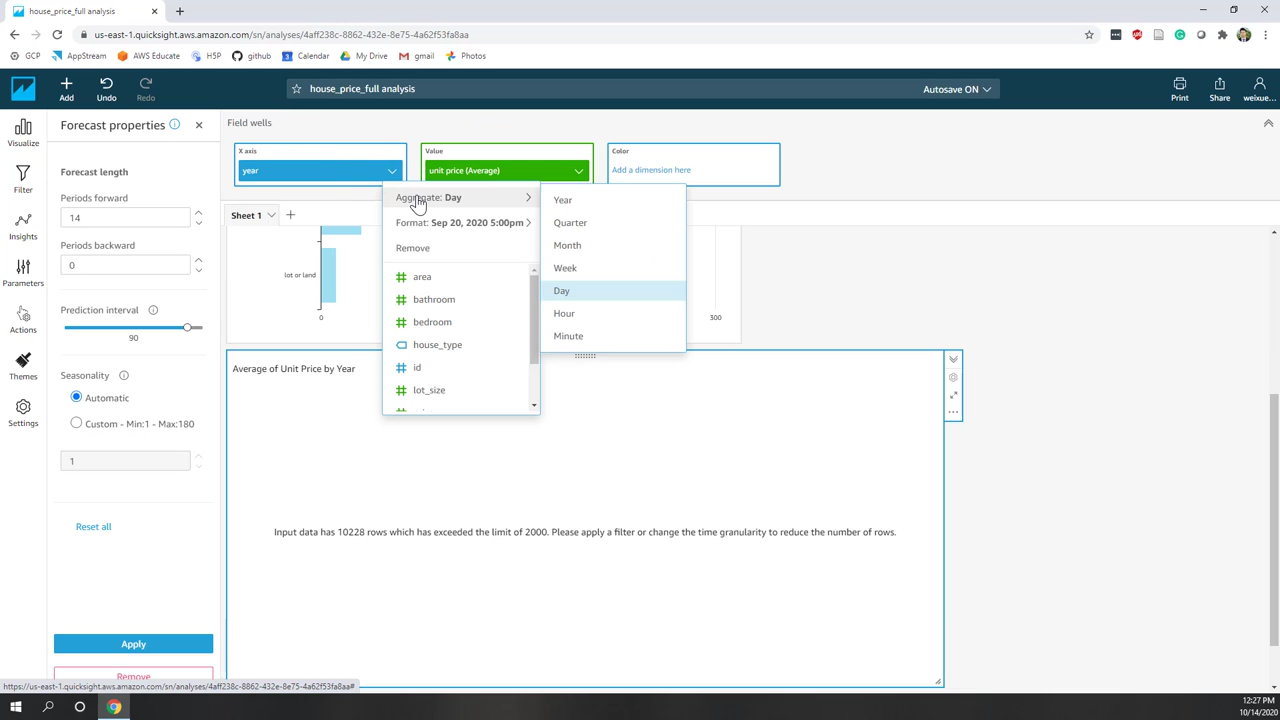 house_price_full analysis
us-east-1.quicksight.aws.amazon.com/sn/analyses/4aff238c-8862-432e-8e75-4a62f53fa8aa
GCP AppStream AWS Educate H5P github Calendar My Drive gmail Photos
Add Undo Redo
house_price_full analysis
Autosave ON
Print Share weixue...
Visualize
Filter
Insights
Parameters
Actions
Themes
Settings
Forecast properties
Forecast length
Periods forward
14
Periods backward
0
Prediction interval
90
Seasonality
Automatic
Custom - Min:1 - Max:180
1
Reset all
Apply
Remove
Field wells
X axis
year
Value
unit price (Average)
Color
Add a dimension here
Sheet 1
Aggregate: Day
Format: Sep 20, 2020 5:00pm
Remove
area
bathroom
bedroom
house_type
id
lot_size
Year
Quarter
Month
Week
Day
Hour
Minute
lot or land
0
300
Average of Unit Price by Year
Input data has 10228 rows which has exceeded the limit of 2000. Please apply a filter or change the time granularity to reduce the number of rows.
https://us-east-1.quicksight.aws.amazon.com/sn/analyses/4aff238c-8862-432e-8e75-4a62f53fa8aa#
12:27 PM
10/14/2020